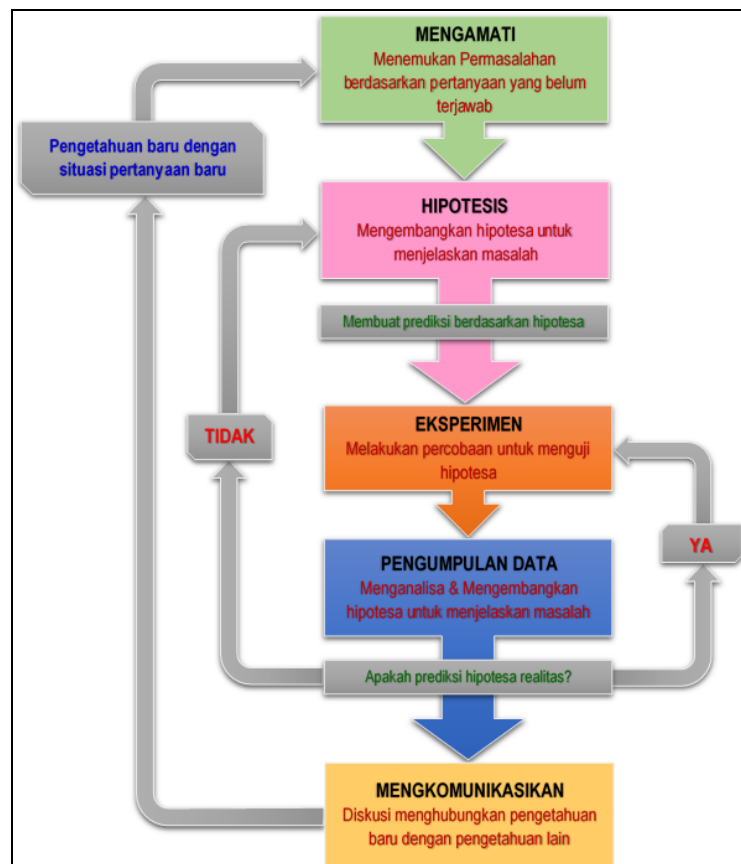 MENGAMATI
Menemukan Permasalahan
berdasarkan pertanyaan yang belum
terjawab
Pengetahuan baru dengan
situasi pertanyaan baru
HIPOTESIS
Mengembangkan hipotesa untuk
menjelaskan masalah
Membuat prediksi berdasarkan hipotesa
EKSPERIMEN
Melakukan percobaan untuk menguji
hipotesa
TIDAK
YA
PENGUMPULAN DATA
Menganalisa & Mengembangkan
hipotesa untuk menjelaskan masalah
Apakah prediksi hipotesa realitas?
MENGKOMUNIKASIKAN
Diskusi menghubungkan pengetahuan
baru dengan pengetahuan lain